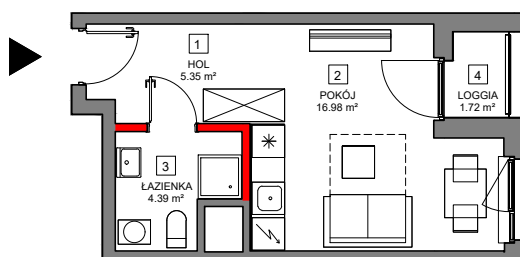 1
HOL
5.35 m²
2
POKÓJ
16.98 m²
4
LOGGIA
1.72 m²
3
ŁAZIENKA
4.39 m²